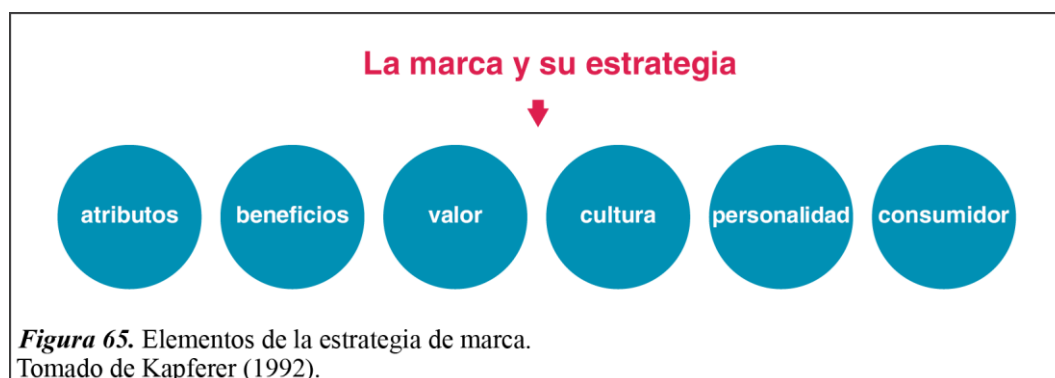 La marca y su estrategia
atributos beneficios valor cultura personalidad consumidor
Figura 65. Elementos de la estrategia de marca.
Tomado de Kapferer (1992).